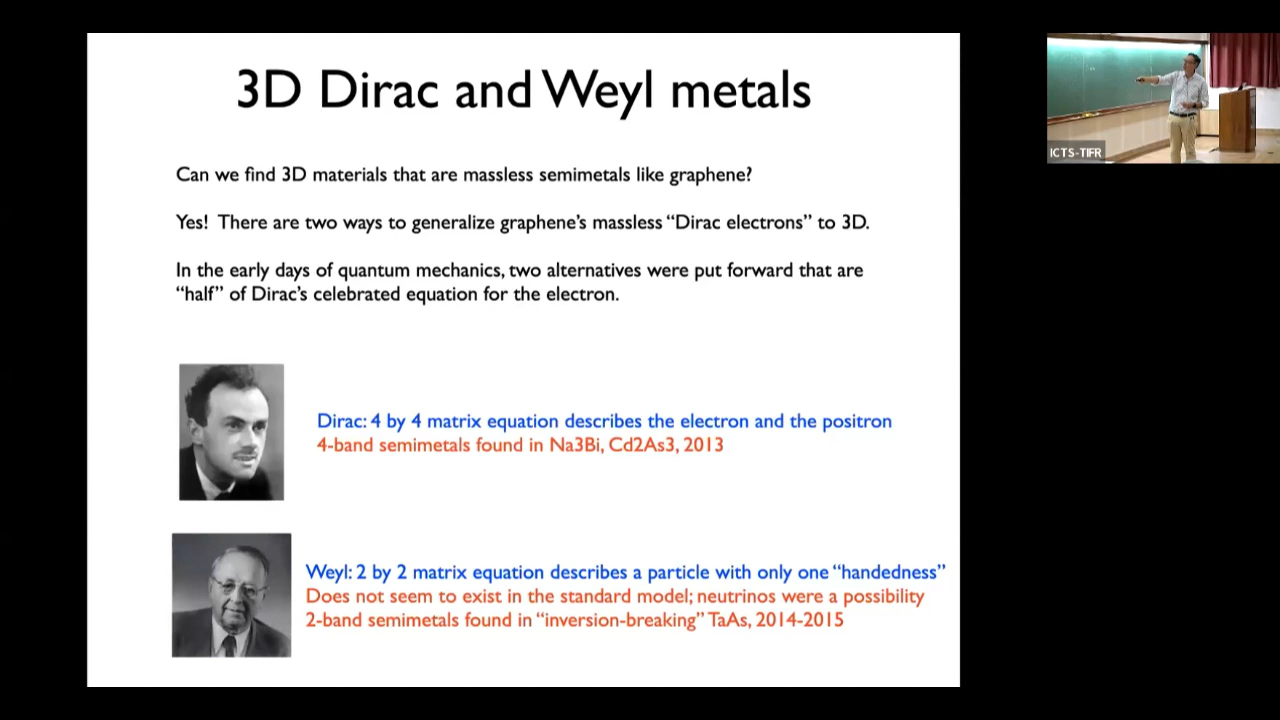 3D Dirac and Weyl metals
Can we find 3D materials that are massless semimetals like graphene?
Yes! There are two ways to generalize graphene's massless "Dirac electrons" to 3D.
In the early days of quantum mechanics, two alternatives were put forward that are
"half" of Dirac's celebrated equation for the electron.
Dirac: 4 by 4 matrix equation describes the electron and the positron
4-band semimetals found in Na3Bi, Cd2As3, 2013
Weyl: 2 by 2 matrix equation describes a particle with only one "handedness"
Does not seem to exist in the standard model; neutrinos were a possibility
2-band semimetals found in "inversion-breaking" TaAs, 2014-2015
ICTS-TIFR